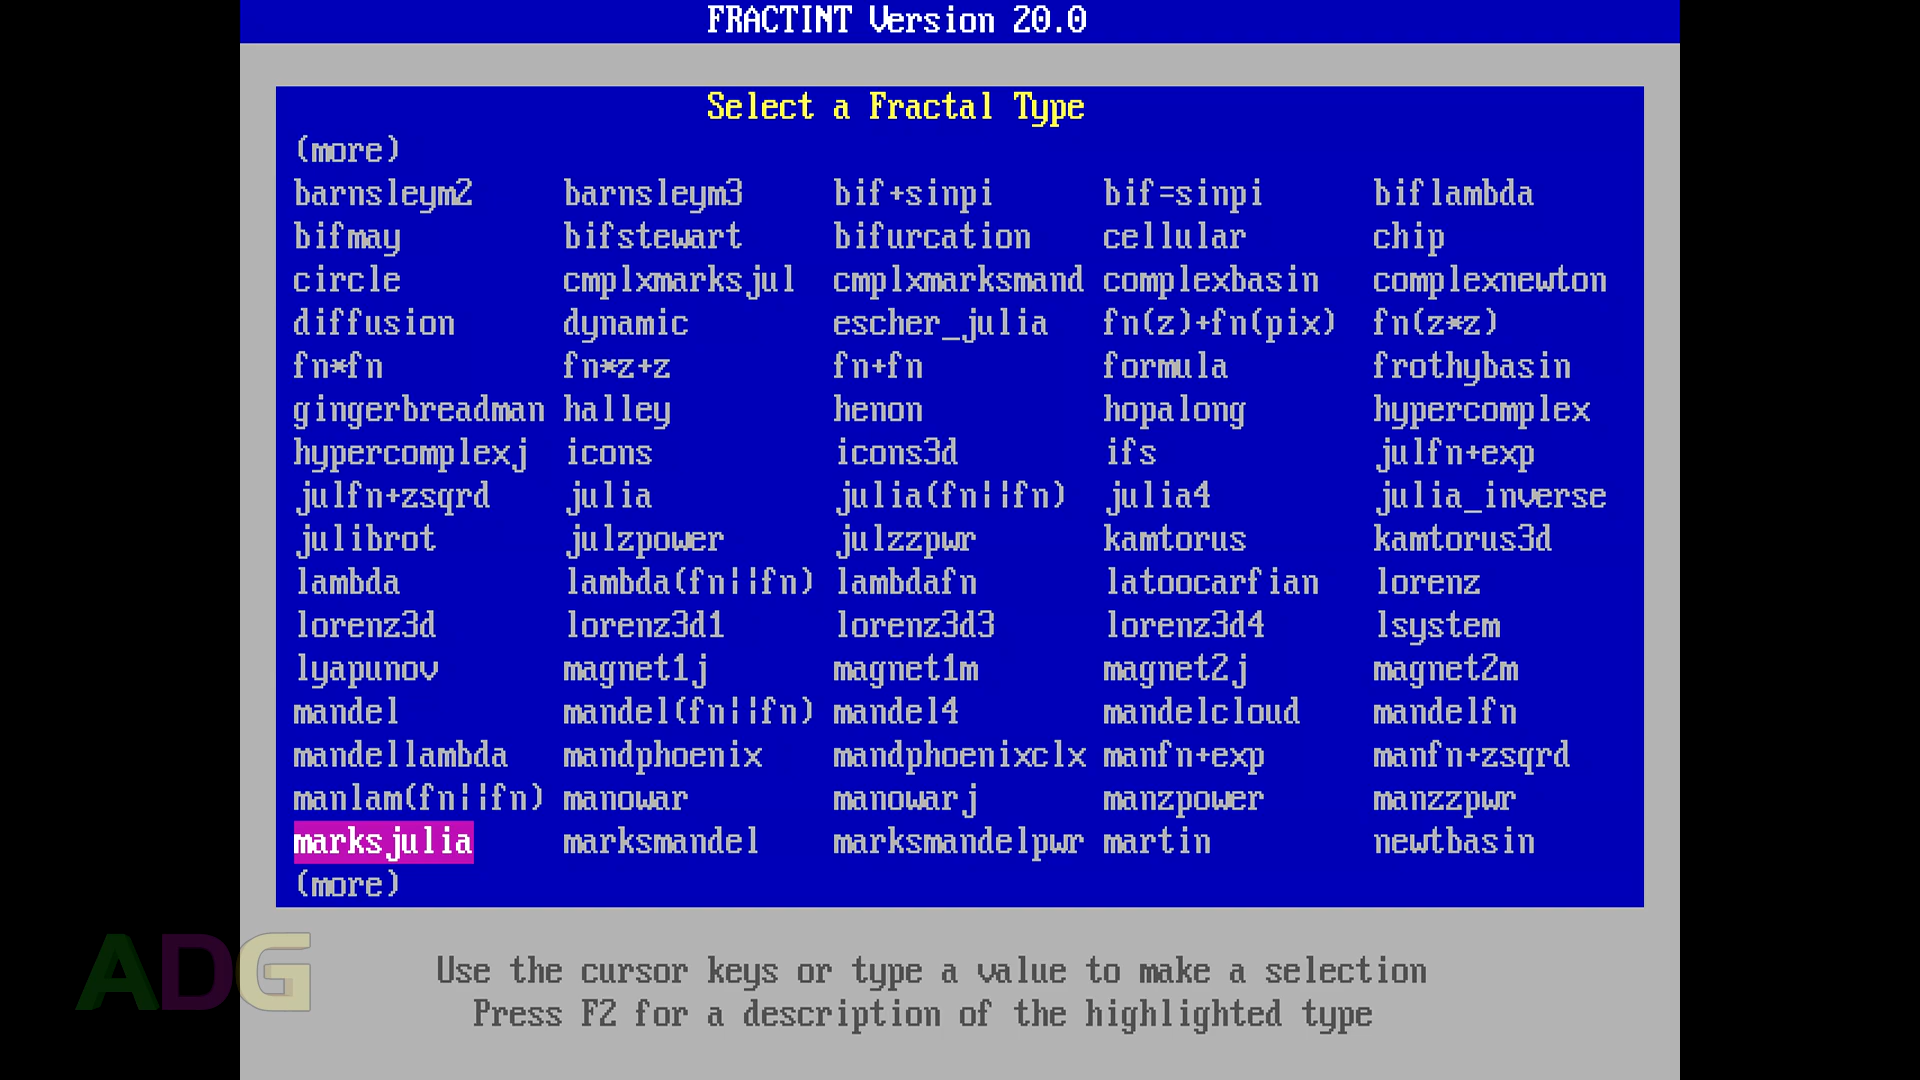 FRACTINT Version 20.0
Select a Fractal Type
(more)
barnsleym2 barnsleym3 bif+sinpi bif=sinpi biflambda
bifmay bifstewart bifurcation cellular chip
circle cmplxmarksjul cmplxmarksmand complexbasin complexnewton
diffusion dynamic escher_julia fn(z)+fn(pix) fn(z*z)
fn*fn fn*z+z fn+fn formula frothybasin
gingerbreadman halley henon hopalong hypercomplex
hypercomplexj icons icons3d ifs julfn+exp
julfn+zsqrd julia julia(fn||fn) julia4 julia_inverse
julibrot julzpower julzzpwr kamtorus kamtorus3d
lambda lambda(fn||fn) lambdafn latoocarfian lorenz
lorenz3d lorenz3d1 lorenz3d3 lorenz3d4 lsystem
lyapunov magnet1j magnet1m magnet2j magnet2m
mandel mandel(fn||fn) mandel4 mandelcloud mandelfn
mandellambda mandphoenix mandphoenixclx manfn+exp manfn+zsqrd
manlam(fn||fn) manowar manowarj manzpower manzzpwr
marksjulia marksmandel marksmandelpwr martin newtbasin
(more)
ADG
Use the cursor keys or type a value to make a selection
Press F2 for a description of the highlighted type